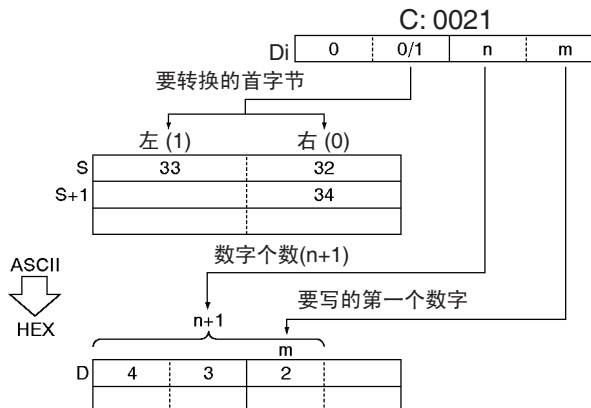 C: 0021
Di 0 0/1 n m
要转换的首字节
左 (1) 右 (0)
S 33 32
S+1 34
数字个数(n+1)
ASCII
要写的第一个数字
HEX
n+1
m
D 4 3 2